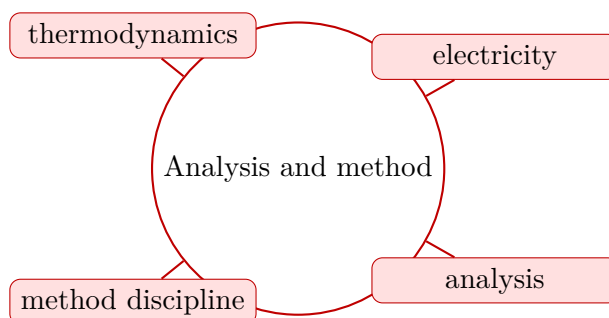 thermodynamics
electricity
Analysis and method
analysis
method discipline